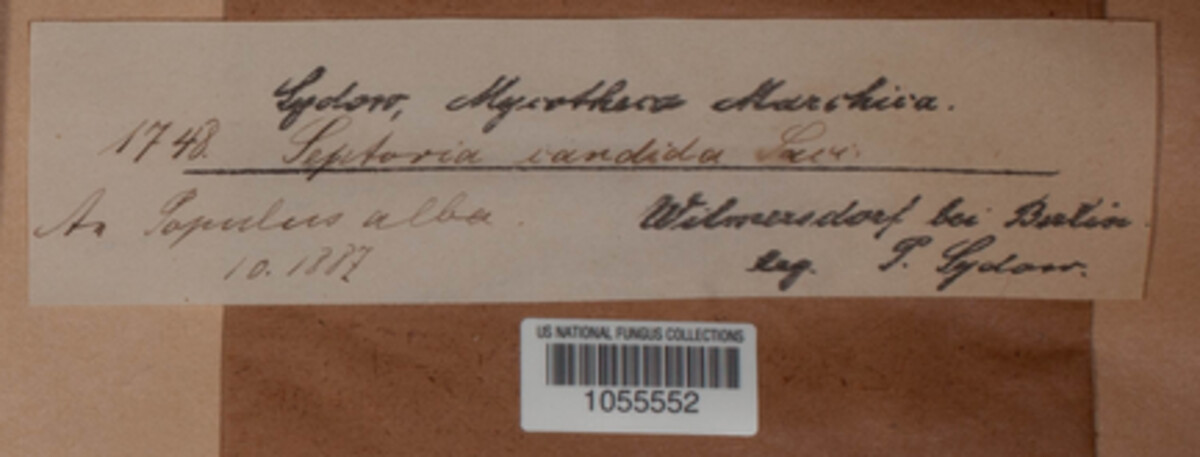 Sydow, Mycotheca Marchica.
1748. Septoria candida Sacc.
An Populus alba.
10. 1887
Wilmersdorf bei Berlin.
leg. P. Sydow.
US NATIONAL FUNGUS COLLECTIONS
1055552